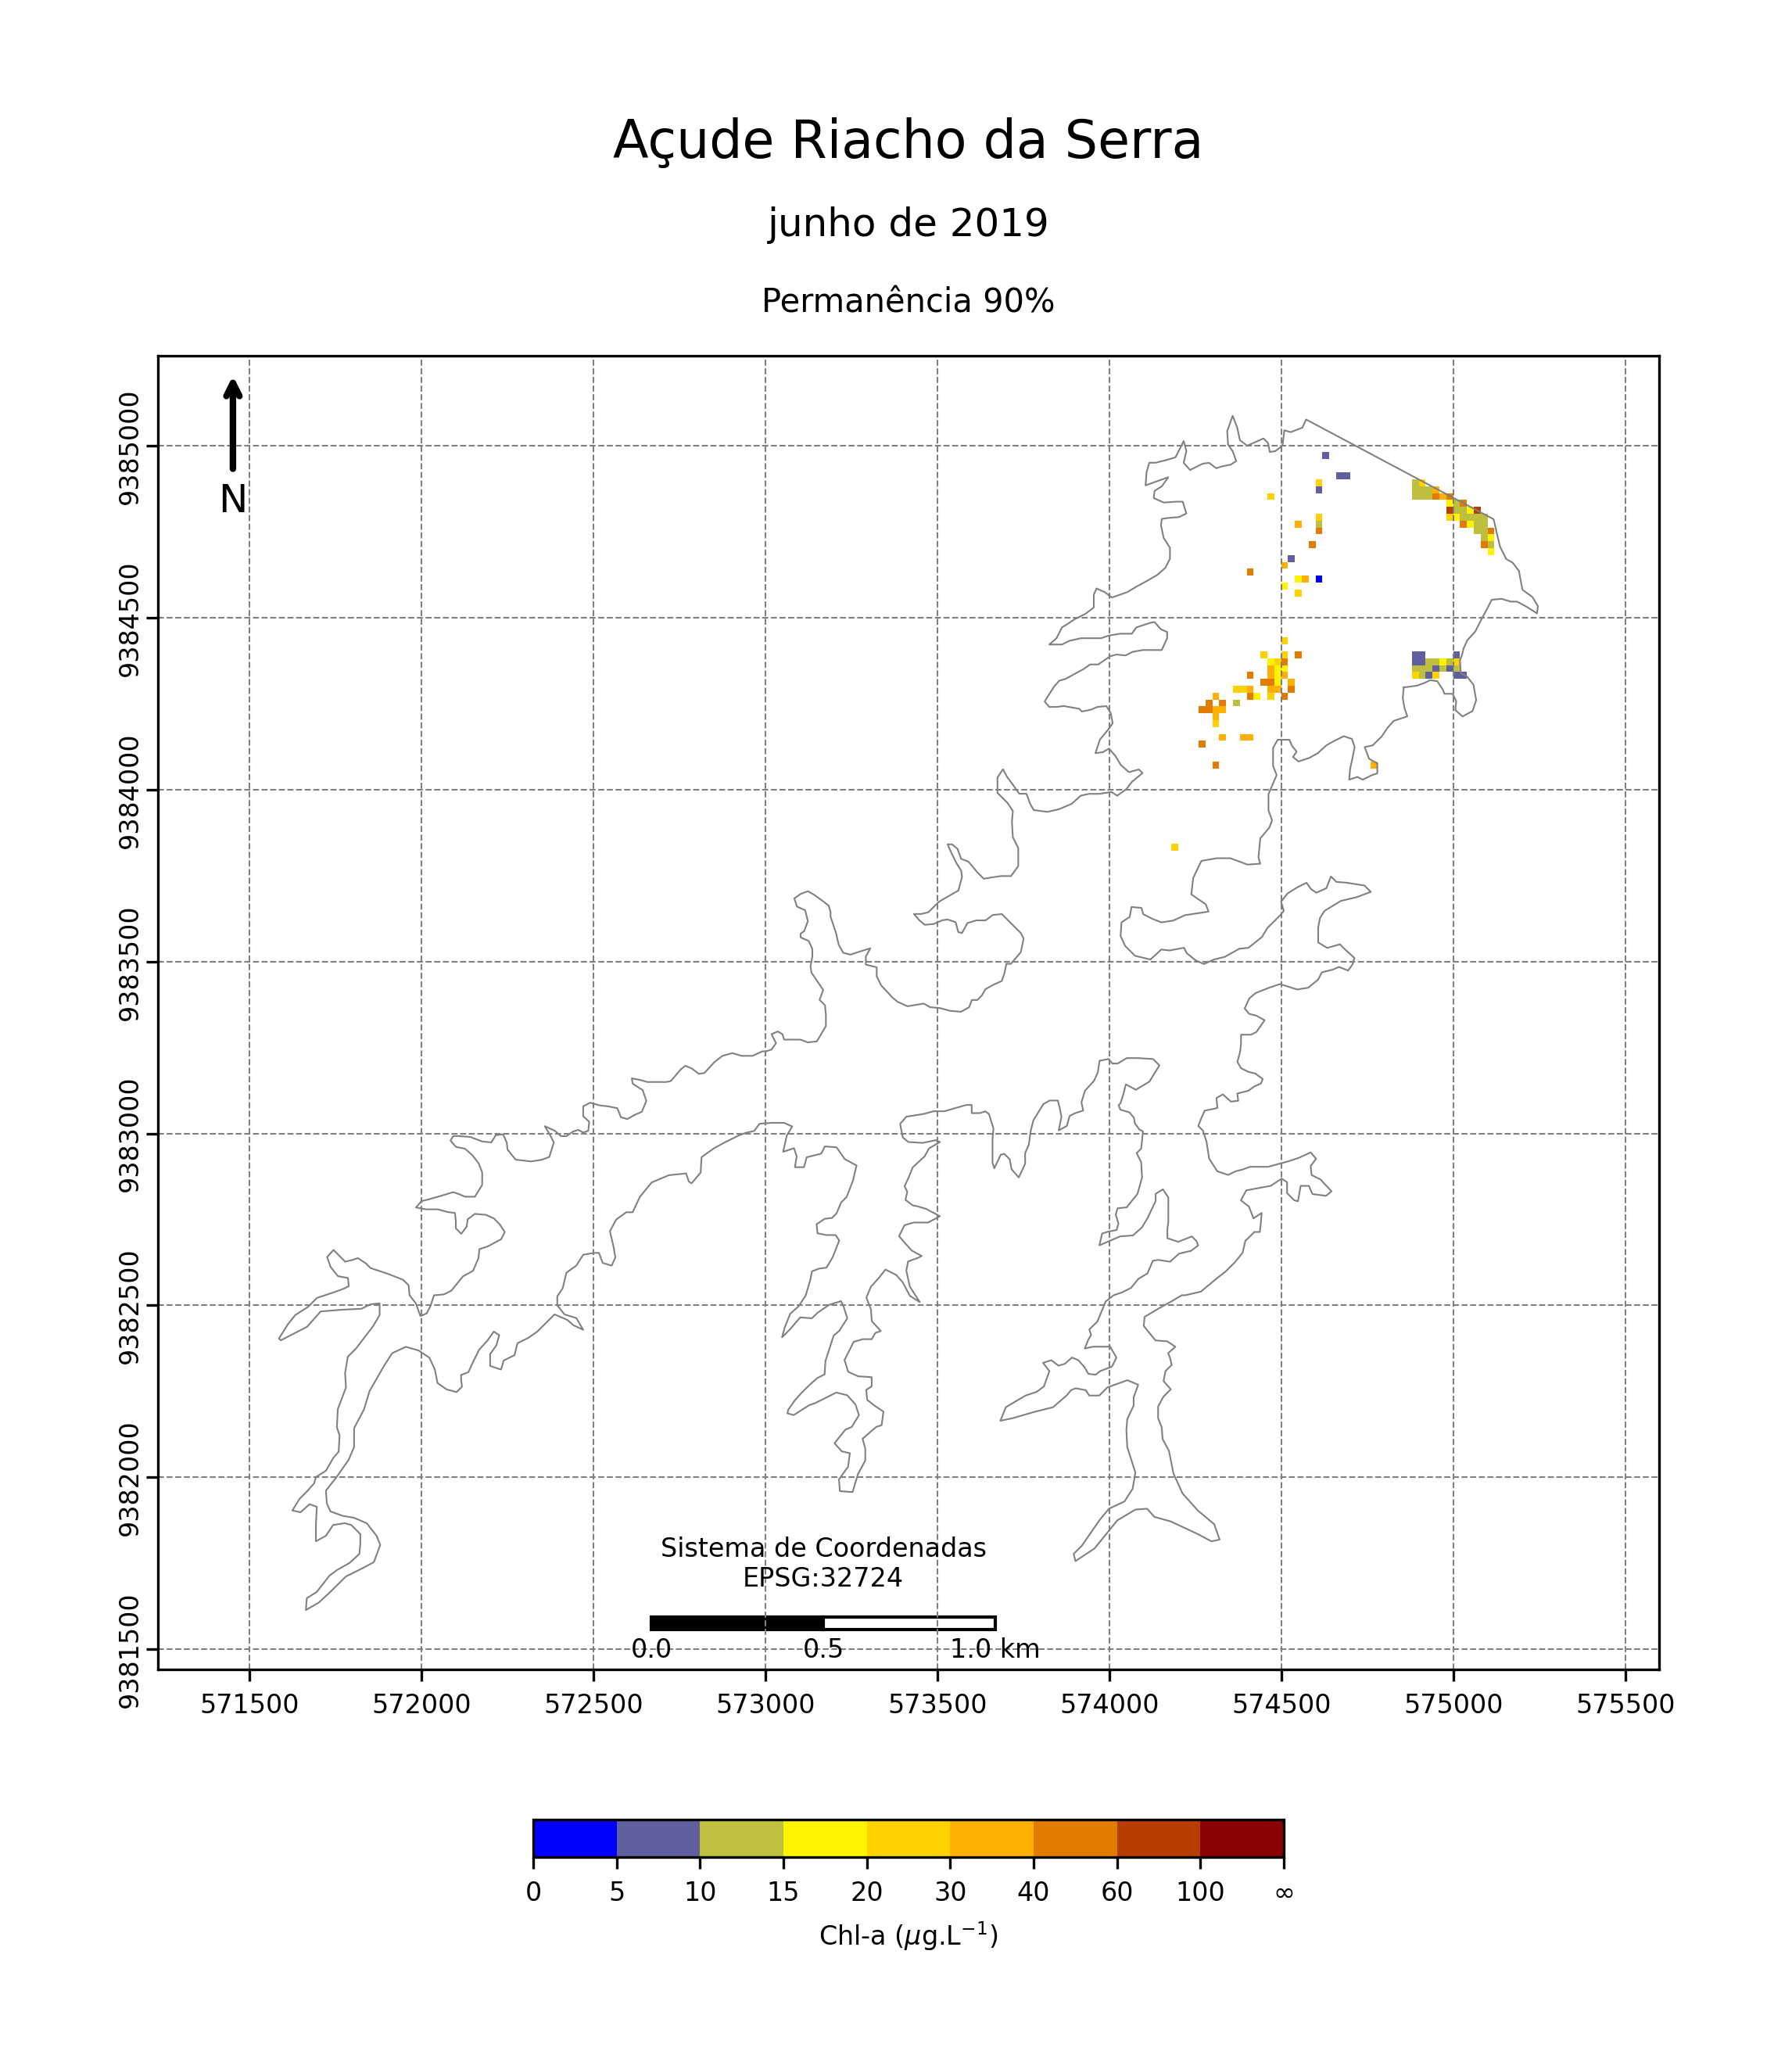 Açude Riacho da Serra
junho de 2019
Permanência 90%
N
9385000
9384500
9384000
9383500
9383000
9382500
9382000
9381500
Sistema de Coordenadas
EPSG:32724
0.0 0.5 1.0 km
571500 572000 572500 573000 573500 574000 574500 575000 575500
0 5 10 15 20 30 40 60 100 ∞
Chl-a (μg.L⁻¹)